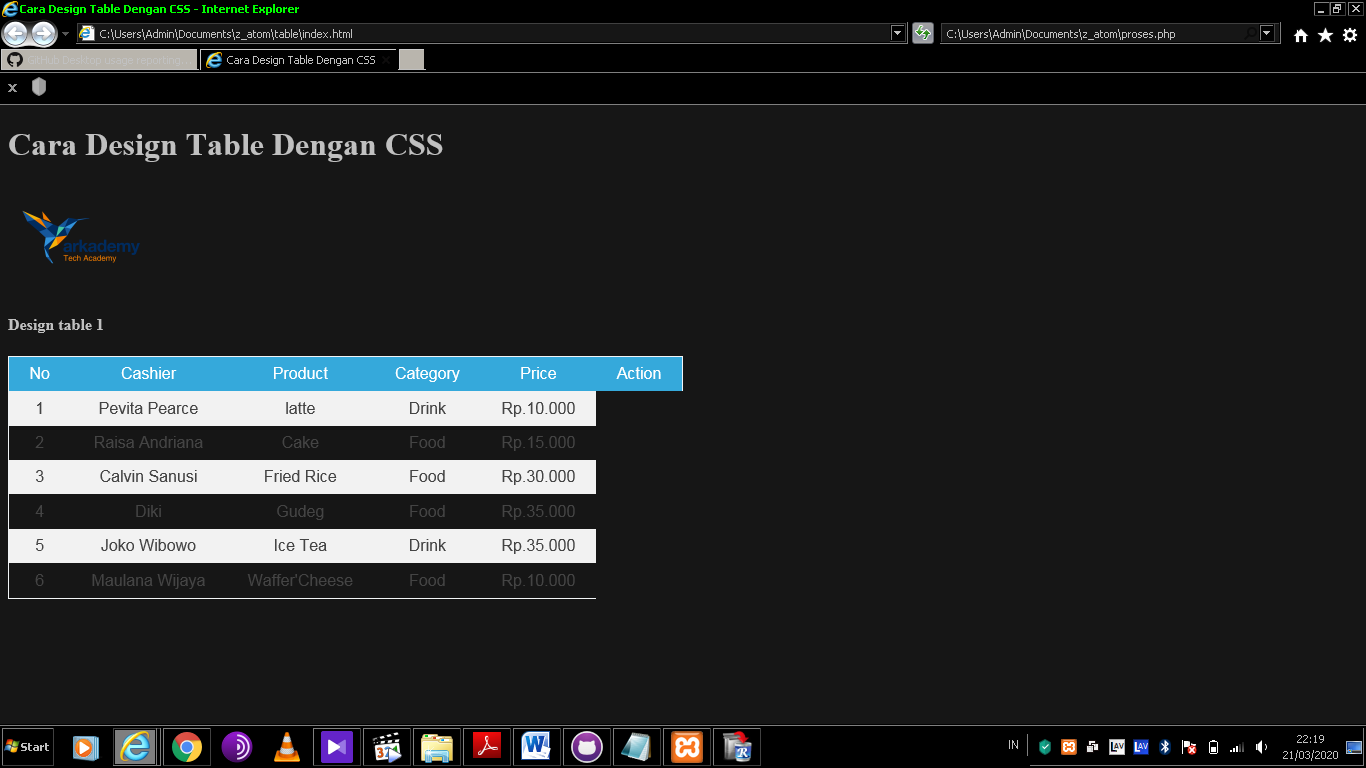 Cara Design Table Dengan CSS - Internet Explorer
C:\Users\Admin\Documents\z_atom\table\index.html
C:\Users\Admin\Documents\z_atom\proses.php
GitHub Desktop usage reporting...
Cara Design Table Dengan CSS
x
Cara Design Table Dengan CSS
arkademy
Tech Academy
Design table 1
No Cashier Product Category Price Action
1 Pevita Pearce latte Drink Rp.10.000
2 Raisa Andriana Cake Food Rp.15.000
3 Calvin Sanusi Fried Rice Food Rp.30.000
4 Diki Gudeg Food Rp.35.000
5 Joko Wibowo Ice Tea Drink Rp.35.000
6 Maulana Wijaya Waffer'Cheese Food Rp.10.000
Start
IN
LAV
LAV
22:19
21/03/2020